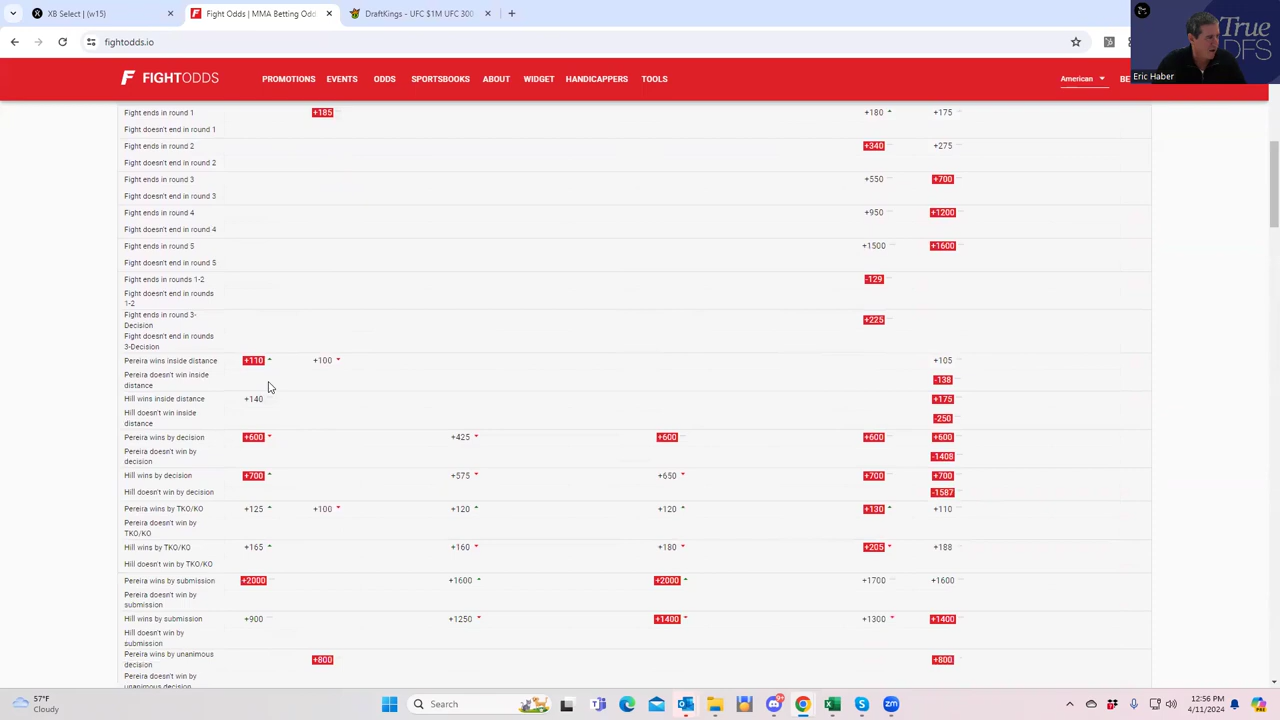 XB Select | (w15)
Fight Odds | MMA Betting Odd
DraftKings - UFC $1M UFC 300
fightodds.io
True
DFS
Eric Haber
FIGHTODDS
PROMOTIONS EVENTS ODDS SPORTSBOOKS ABOUT WIDGET HANDICAPPERS TOOLS
American
BE
Fight ends in round 1 +185 +180 +175
Fight doesn't end in round 1
Fight ends in round 2 +340 +275
Fight doesn't end in round 2
Fight ends in round 3 +550 +700
Fight doesn't end in round 3
Fight ends in round 4 +950 +1200
Fight doesn't end in round 4
Fight ends in round 5 +1500 +1600
Fight doesn't end in round 5
Fight ends in rounds 1-2 -129
Fight doesn't end in rounds
1-2
Fight ends in round 3-
Decision +225
Fight doesn't end in rounds
3-Decision
Pereira wins inside distance +110 +100 +105
Pereira doesn't win inside
distance -138
Hill wins inside distance +140 +175
Hill doesn't win inside
distance -250
Pereira wins by decision +600 +425 +600 +600 +600
Pereira doesn't win by
decision -1408
Hill wins by decision +700 +575 +650 +700 +700
Hill doesn't win by decision -1587
Pereira wins by TKO/KO +125 +100 +120 +120 +130 +110
Pereira doesn't win by
TKO/KO
Hill wins by TKO/KO +165 +160 +180 +205 +188
Hill doesn't win by TKO/KO
Pereira wins by submission +2000 +1600 +2000 +1700 +1600
Pereira doesn't win by
submission
Hill wins by submission +900 +1250 +1400 +1300 +1400
Hill doesn't win by
submission
Pereira wins by unanimous
decision +800 +800
Pereira doesn't win by
unanimous decision
57°F
Cloudy
Search
12:56 PM
4/11/2024